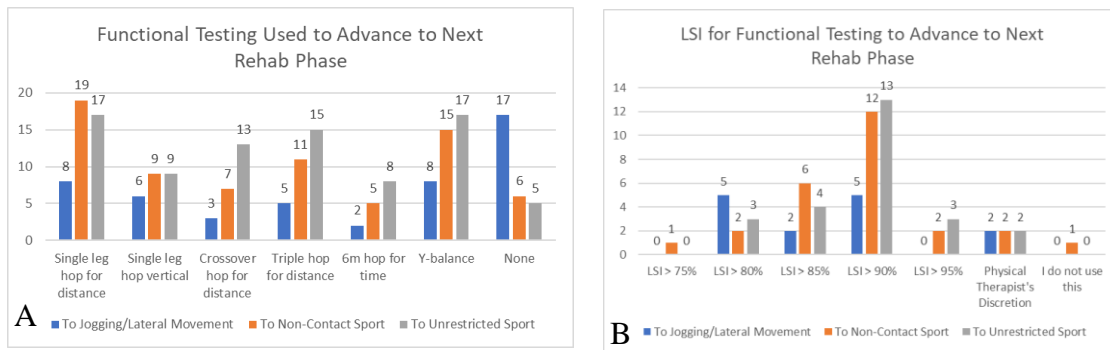 Functional Testing Used to Advance to Next
Rehab Phase
20
15
10
5
0
8 19 17
6 9 9
3 7 13
5 11 15
2 5 8
8 15 17
17 6 5
Single leg hop for distance
Single leg hop vertical
Crossover hop for distance
Triple hop for distance
6m hop for time
Y-balance
None
To Jogging/Lateral Movement To Non-Contact Sport To Unrestricted Sport
A
LSI for Functional Testing to Advance to Next
Rehab Phase
14
12
10
8
6
4
2
0
0 1 0
5 2 3
2 6 4
5 12 13
0 2 3
2 2 2
0 1 0
LSI > 75%
LSI > 80%
LSI > 85%
LSI > 90%
LSI > 95%
Physical Therapist's Discretion
I do not use this
To Jogging/Lateral Movement To Non-Contact Sport To Unrestricted Sport
B